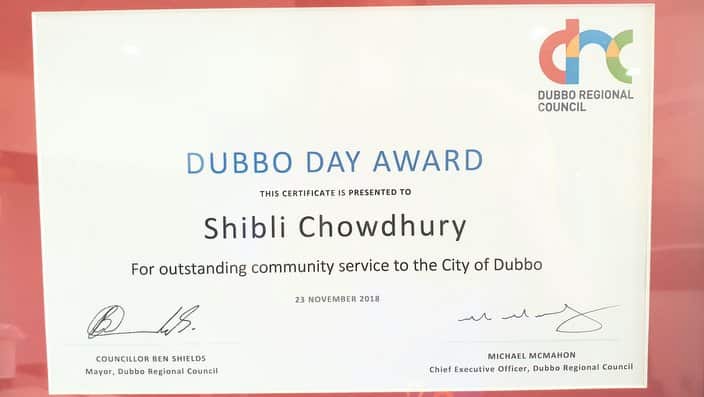 drc
DUBBO REGIONAL
COUNCIL
DUBBO DAY AWARD
THIS CERTIFICATE IS PRESENTED TO
Shibli Chowdhury
For outstanding community service to the City of Dubbo
23 NOVEMBER 2018
COUNCILLOR BEN SHIELDS
Mayor, Dubbo Regional Council
MICHAEL MCMAHON
Chief Executive Officer, Dubbo Regional Council